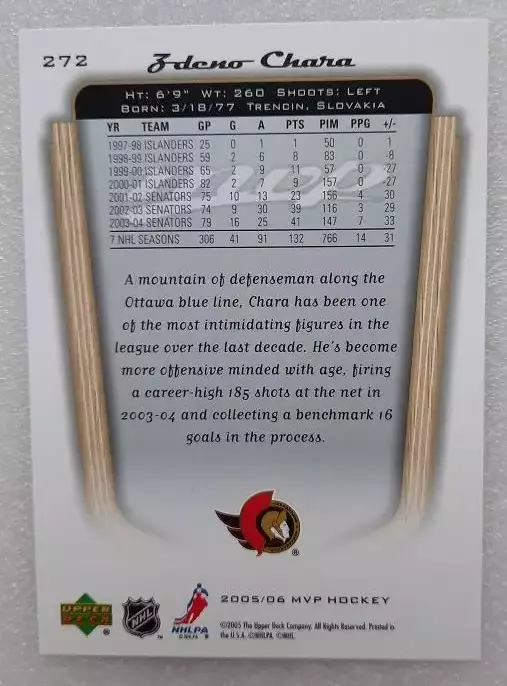 272 Zdeno Chara
HT: 6'9" WT: 260 SHOOTS: LEFT
BORN: 3/18/77 TRENCIN, SLOVAKIA
YR TEAM GP G A PTS PIM PPG +/-
1997-98 ISLANDERS 25 0 1 1 50 0 1
1998-99 ISLANDERS 59 2 6 8 83 0 -8
1999-00 ISLANDERS 65 2 9 11 57 0 -27
2000-01 ISLANDERS 82 2 7 9 157 0 -27
2001-02 SENATORS 75 10 13 23 156 4 30
2002-03 SENATORS 74 9 30 39 116 3 29
2003-04 SENATORS 79 16 25 41 147 7 33
7 NHL SEASONS 306 41 91 132 766 14 31
A mountain of defenseman along the
Ottawa blue line, Chara has been one
of the most intimidating figures in the
league over the last decade. He's become
more offensive minded with age, firing
a career-high 185 shots at the net in
2003-04 and collecting a benchmark 16
goals in the process.
®
2005/06 MVP HOCKEY
UPPER
DECK
NHL
NHLPA
©2005 The Upper Deck Company. All Rights Reserved. Printed in
the U.S.A. ©NHLPA. ©NHL.